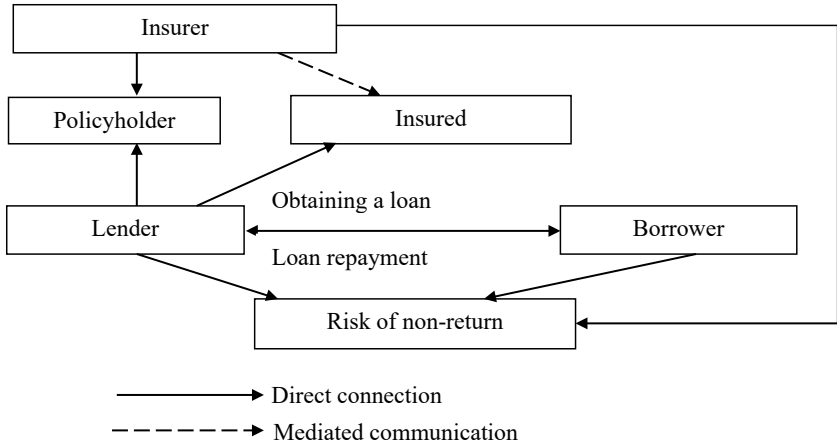 Insurer
Policyholder
Insured
Obtaining a loan
Lender
Borrower
Loan repayment
Risk of non-return
Direct connection
Mediated communication